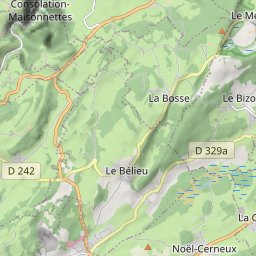 Consolation-
Maisonnettes
Le
La Bosse
Le Bizo
D 329a
D 242
Le Bélieu
La
Noël-Cerneux